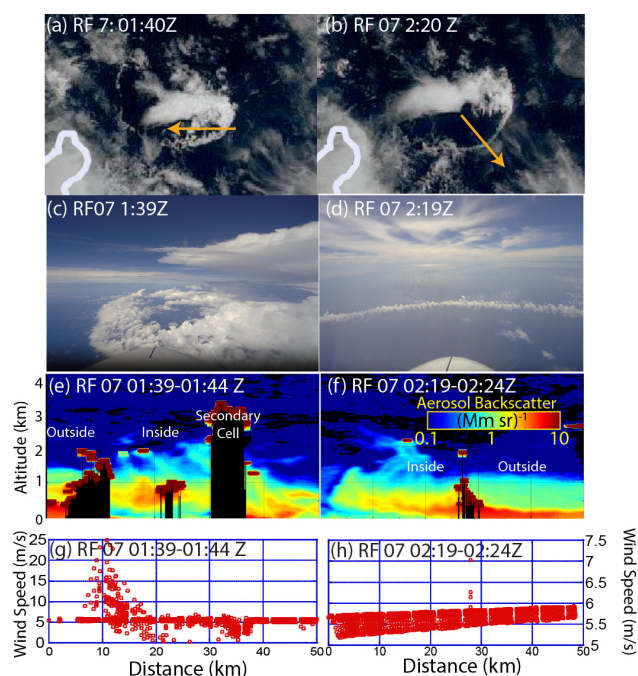 (a) RF 7: 01:40Z
(b) RF 07 2:20 Z
(c) RF07 1:39Z
(d) RF 07 2:19Z
(e) RF 07 01:39-01:44 Z
(f) RF 07 02:19-02:24Z
Aerosol Backscatter
(Mm sr)-1
0.1 1 10
Outside
Inside
Secondary
Cell
Inside
Outside
Altitude (km)
4
3
2
1
0
(g) RF 07 01:39-01:44Z
(h) RF 07 02:19-02:24Z
Wind Speed (m/s)
25
20
15
10
5
0
0 10 20 30 40 50
Distance (km)
0 10 20 30 40 50
Distance (km)
7.5
7
6.5
6
5.5
5
Wind Speed (m/s)